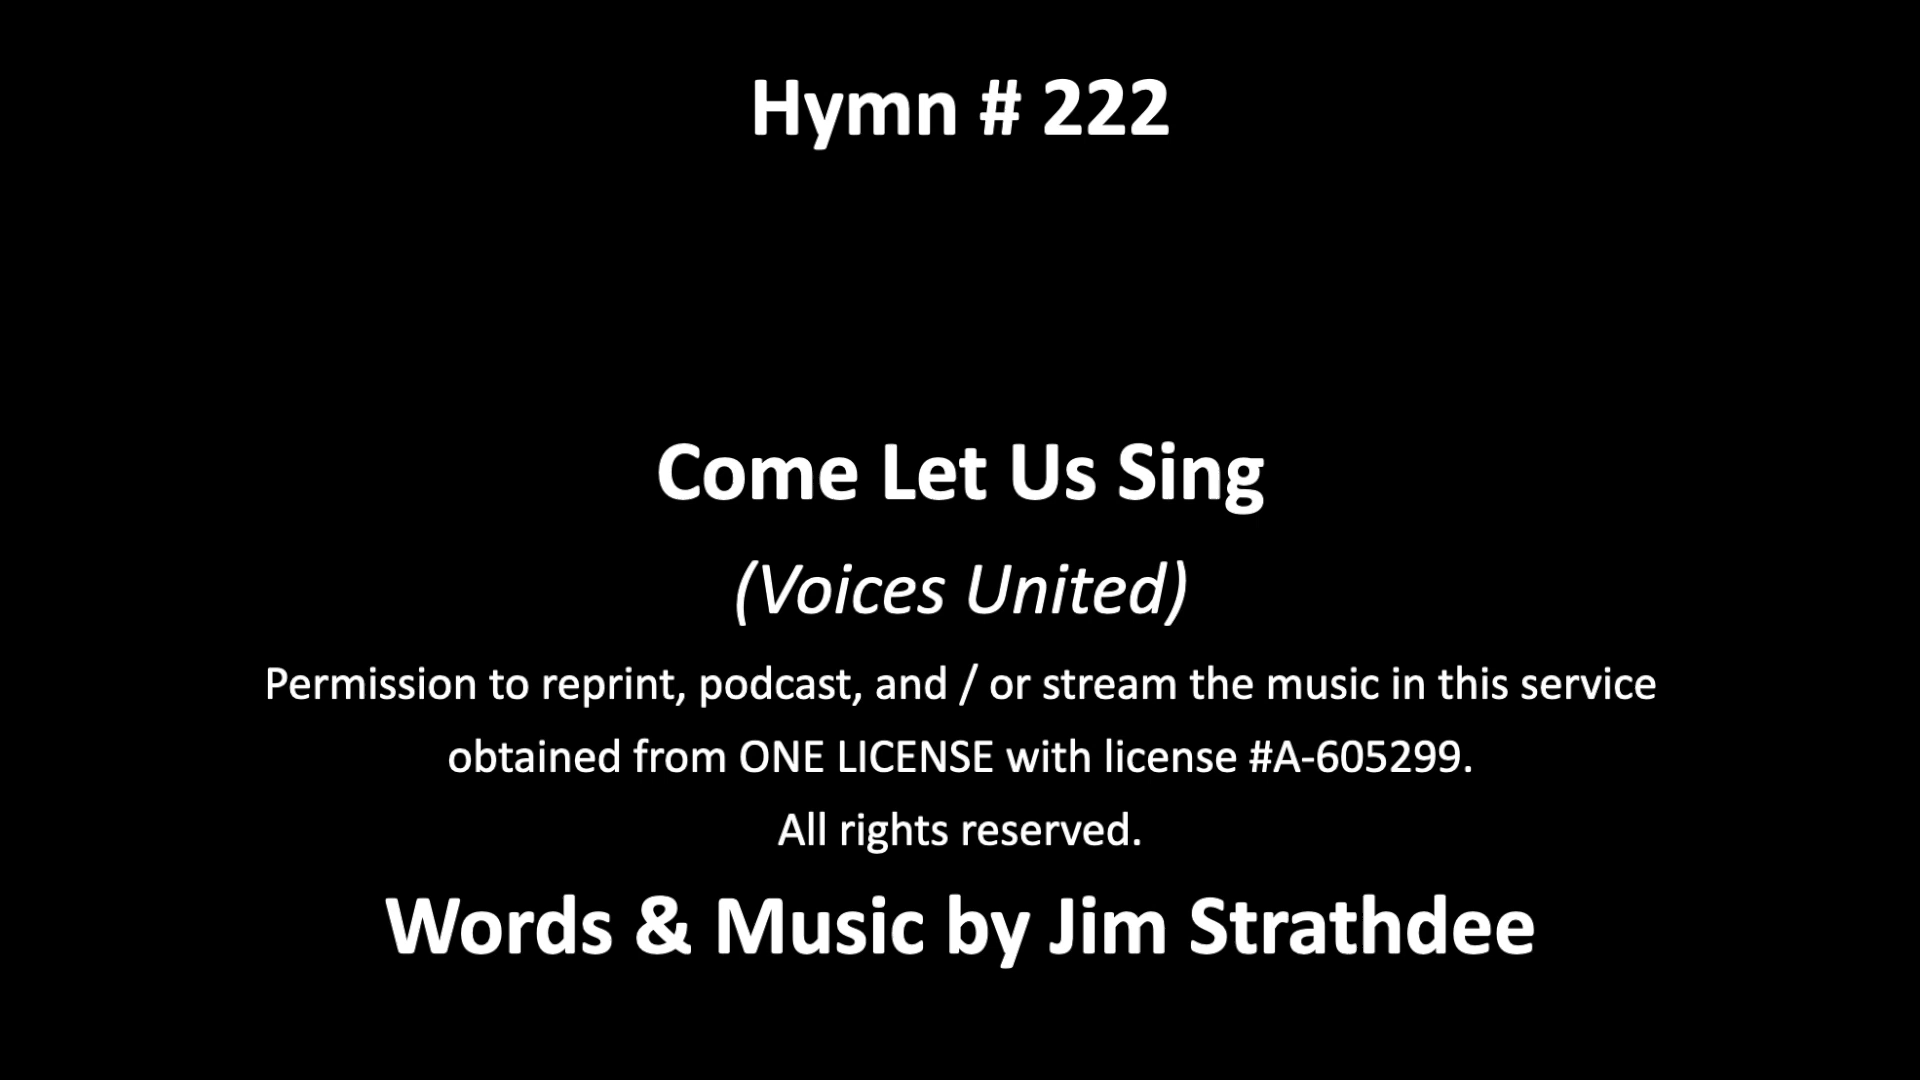 Hymn # 222
Come Let Us Sing
(Voices United)
Permission to reprint, podcast, and / or stream the music in this service
obtained from ONE LICENSE with license #A-605299.
All rights reserved.
Words & Music by Jim Strathdee